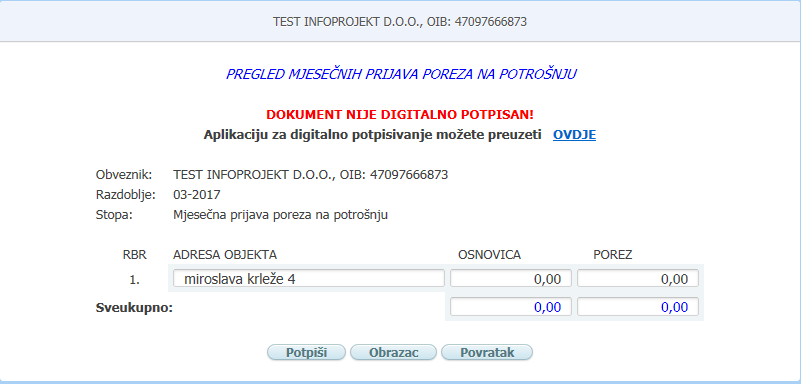 TEST INFOPROJEKT D.O.O., OIB: 47097666873
PREGLED MJESEČNIH PRIJAVA POREZA NA POTROŠNJU
DOKUMENT NIJE DIGITALNO POTPISAN!
Aplikaciju za digitalno potpisivanje možete preuzeti OVDJE
Obveznik: TEST INFOPROJEKT D.O.O., OIB: 47097666873
Razdoblje: 03-2017
Stopa: Mjesečna prijava poreza na potrošnju
RBR ADRESA OBJEKTA OSNOVICA POREZ
1. miroslava krleže 4 0,00 0,00
Sveukupno: 0,00 0,00
Potpiši Obrazac Povratak